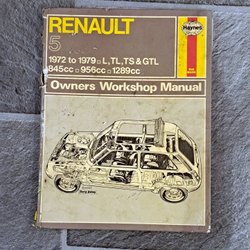 RENAULT
5
Haynes
1972 to 1979 □ L, TL, TS & GTL
845cc □ 956cc □ 1289cc
Owners Workshop Manual